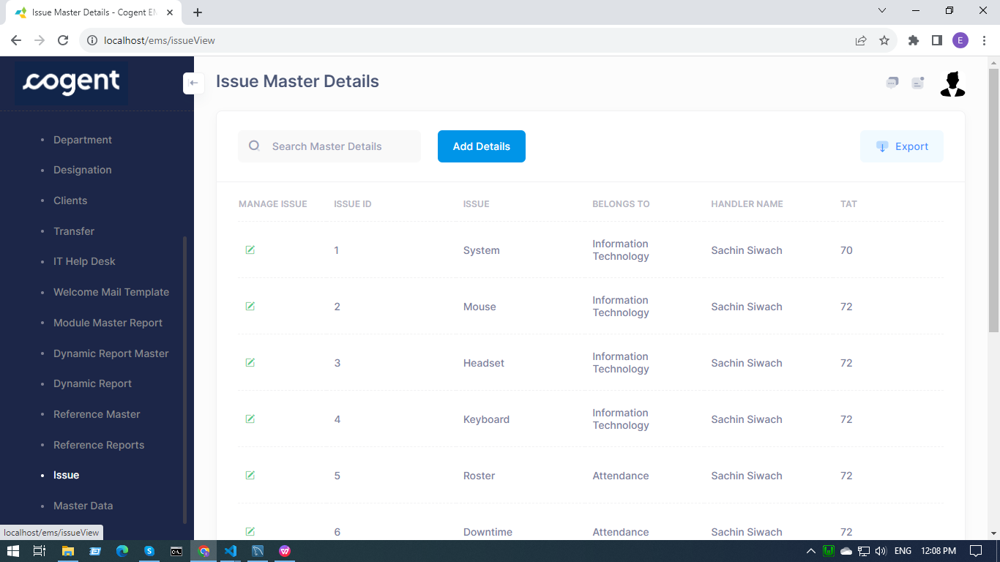 Issue Master Details - Cogent EM
localhost/ems/issueView
E
cogent
Issue Master Details
Department
Designation
Clients
Transfer
IT Help Desk
Welcome Mail Template
Module Master Report
Dynamic Report Master
Dynamic Report
Reference Master
Reference Reports
Issue
Master Data
Search Master Details
Add Details
Export
MANAGE ISSUE ISSUE ID ISSUE BELONGS TO HANDLER NAME TAT
1 System Information Technology Sachin Siwach 70
2 Mouse Information Technology Sachin Siwach 72
3 Headset Information Technology Sachin Siwach 72
4 Keyboard Information Technology Sachin Siwach 72
5 Roster Attendance Sachin Siwach 72
6 Downtime Attendance Sachin Siwach 72
localhost/ems/issueView
ENG 12:08 PM